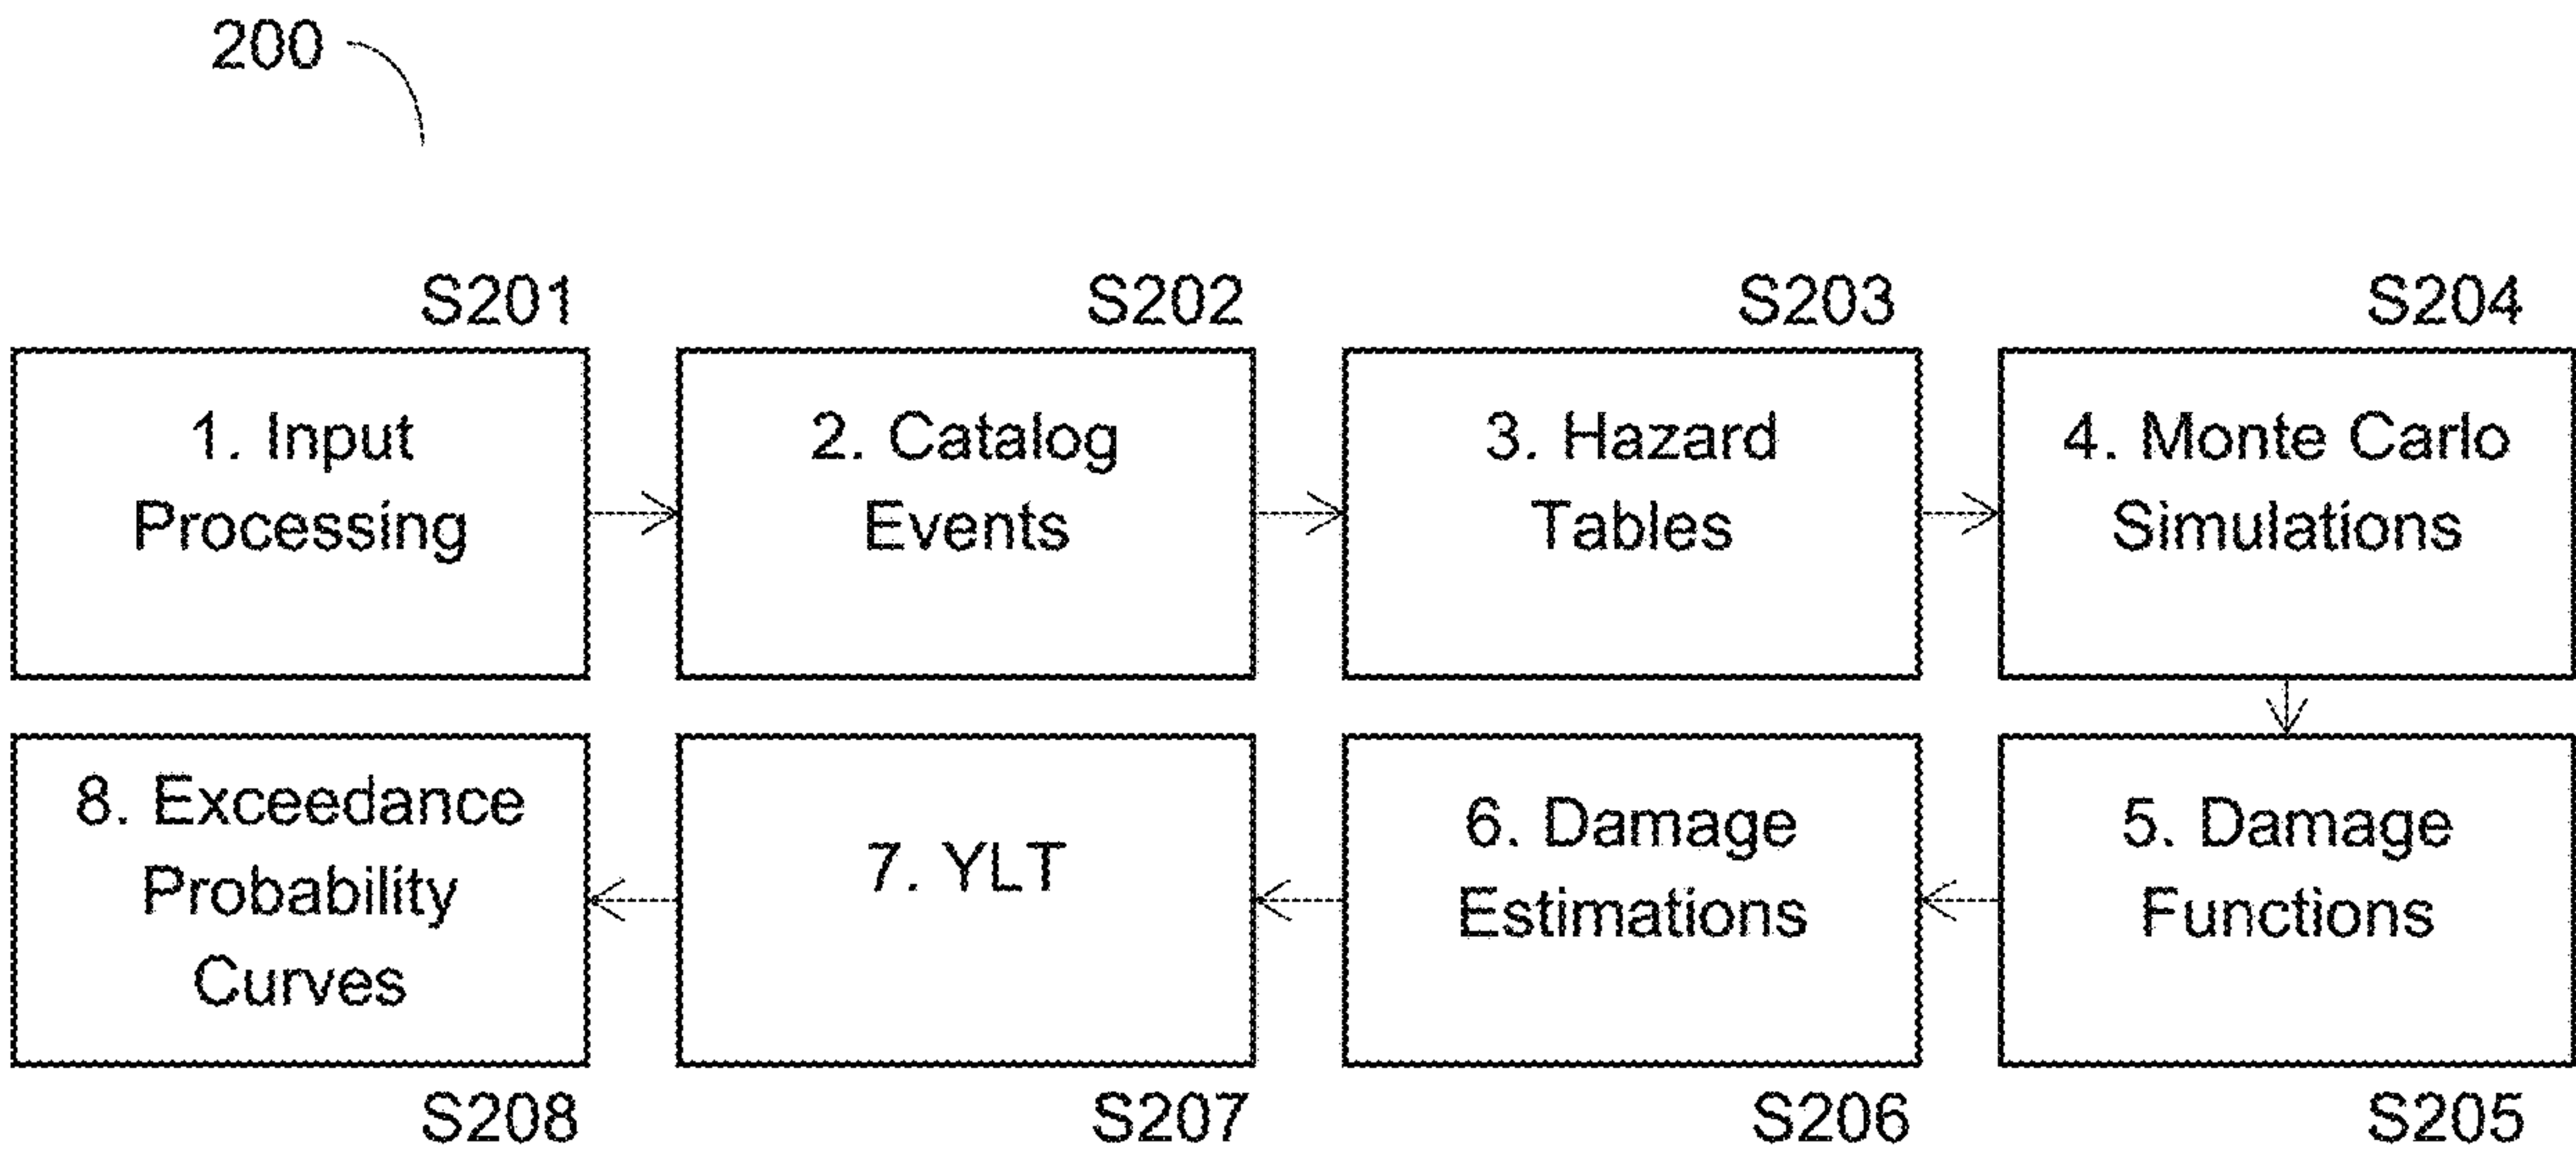 200
S201
S202
S203
S204
1. Input
Processing
2. Catalog
Events
3. Hazard
Tables
4. Monte Carlo
Simulations
8. Exceedance
Probability
Curves
7. YLT
6. Damage
Estimations
5. Damage
Functions
S208
S207
S206
S205